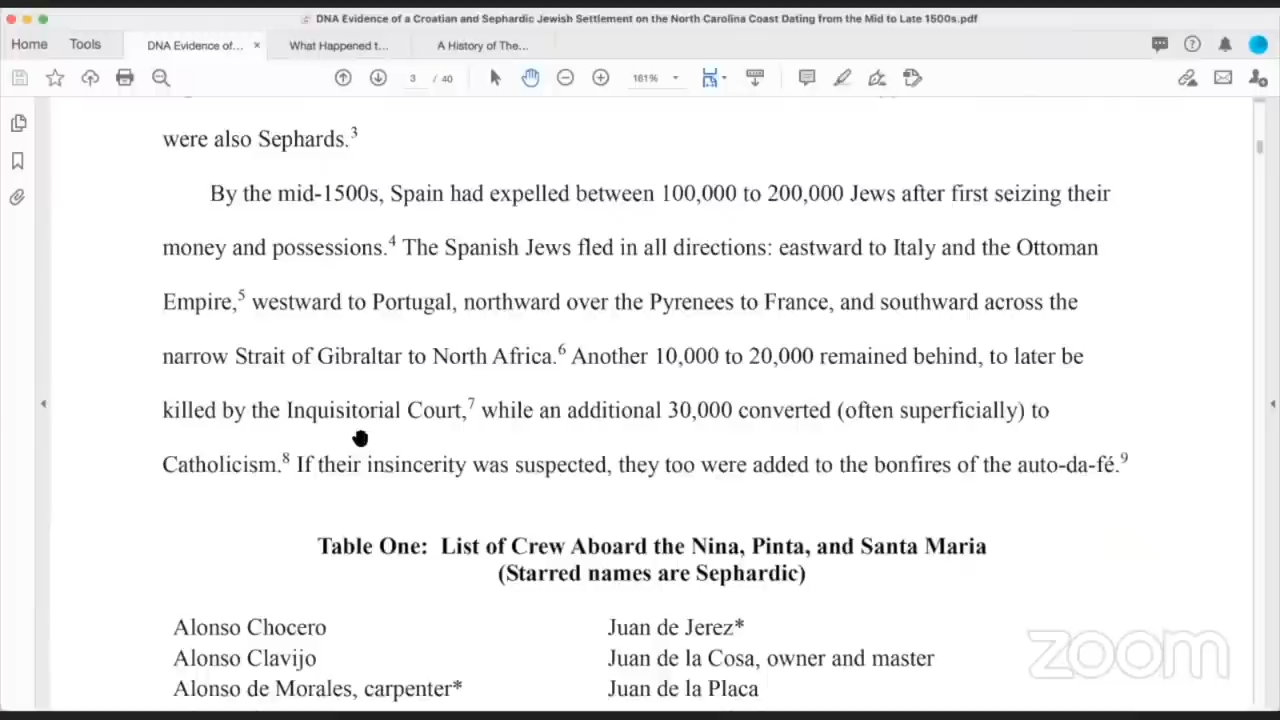 DNA Evidence of a Croatian and Sephardic Jewish Settlement on the North Carolina Coast Dating from the Mid to Late 1500s.pdf
Home Tools DNA Evidence of... × What Happened t... A History of The...
3 / 40 161%
were also Sephards.3
By the mid-1500s, Spain had expelled between 100,000 to 200,000 Jews after first seizing their
money and possessions.4 The Spanish Jews fled in all directions: eastward to Italy and the Ottoman
Empire,5 westward to Portugal, northward over the Pyrenees to France, and southward across the
narrow Strait of Gibraltar to North Africa.6 Another 10,000 to 20,000 remained behind, to later be
killed by the Inquisitorial Court,7 while an additional 30,000 converted (often superficially) to
Catholicism.8 If their insincerity was suspected, they too were added to the bonfires of the auto-da-fé.9
Table One: List of Crew Aboard the Nina, Pinta, and Santa Maria
(Starred names are Sephardic)
Alonso Chocero Juan de Jerez*
Alonso Clavijo Juan de la Cosa, owner and master
Alonso de Morales, carpenter* Juan de la Placa
zoom